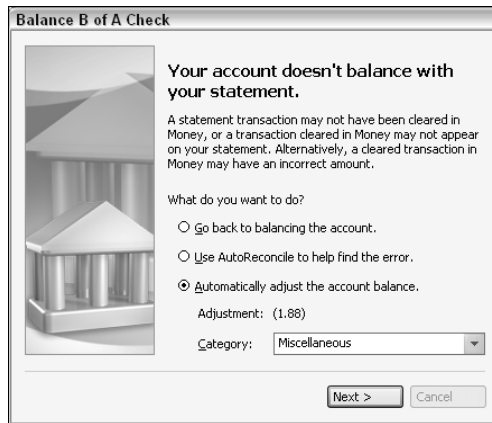 Balance B of A Check
Your account doesn't balance with
your statement.
A statement transaction may not have been cleared in
Money, or a transaction cleared in Money may not appear
on your statement. Alternatively, a cleared transaction in
Money may have an incorrect amount.
What do you want to do?
Go back to balancing the account.
Use AutoReconcile to help find the error.
Automatically adjust the account balance.
Adjustment: (1.88)
Category: Miscellaneous
Next > Cancel